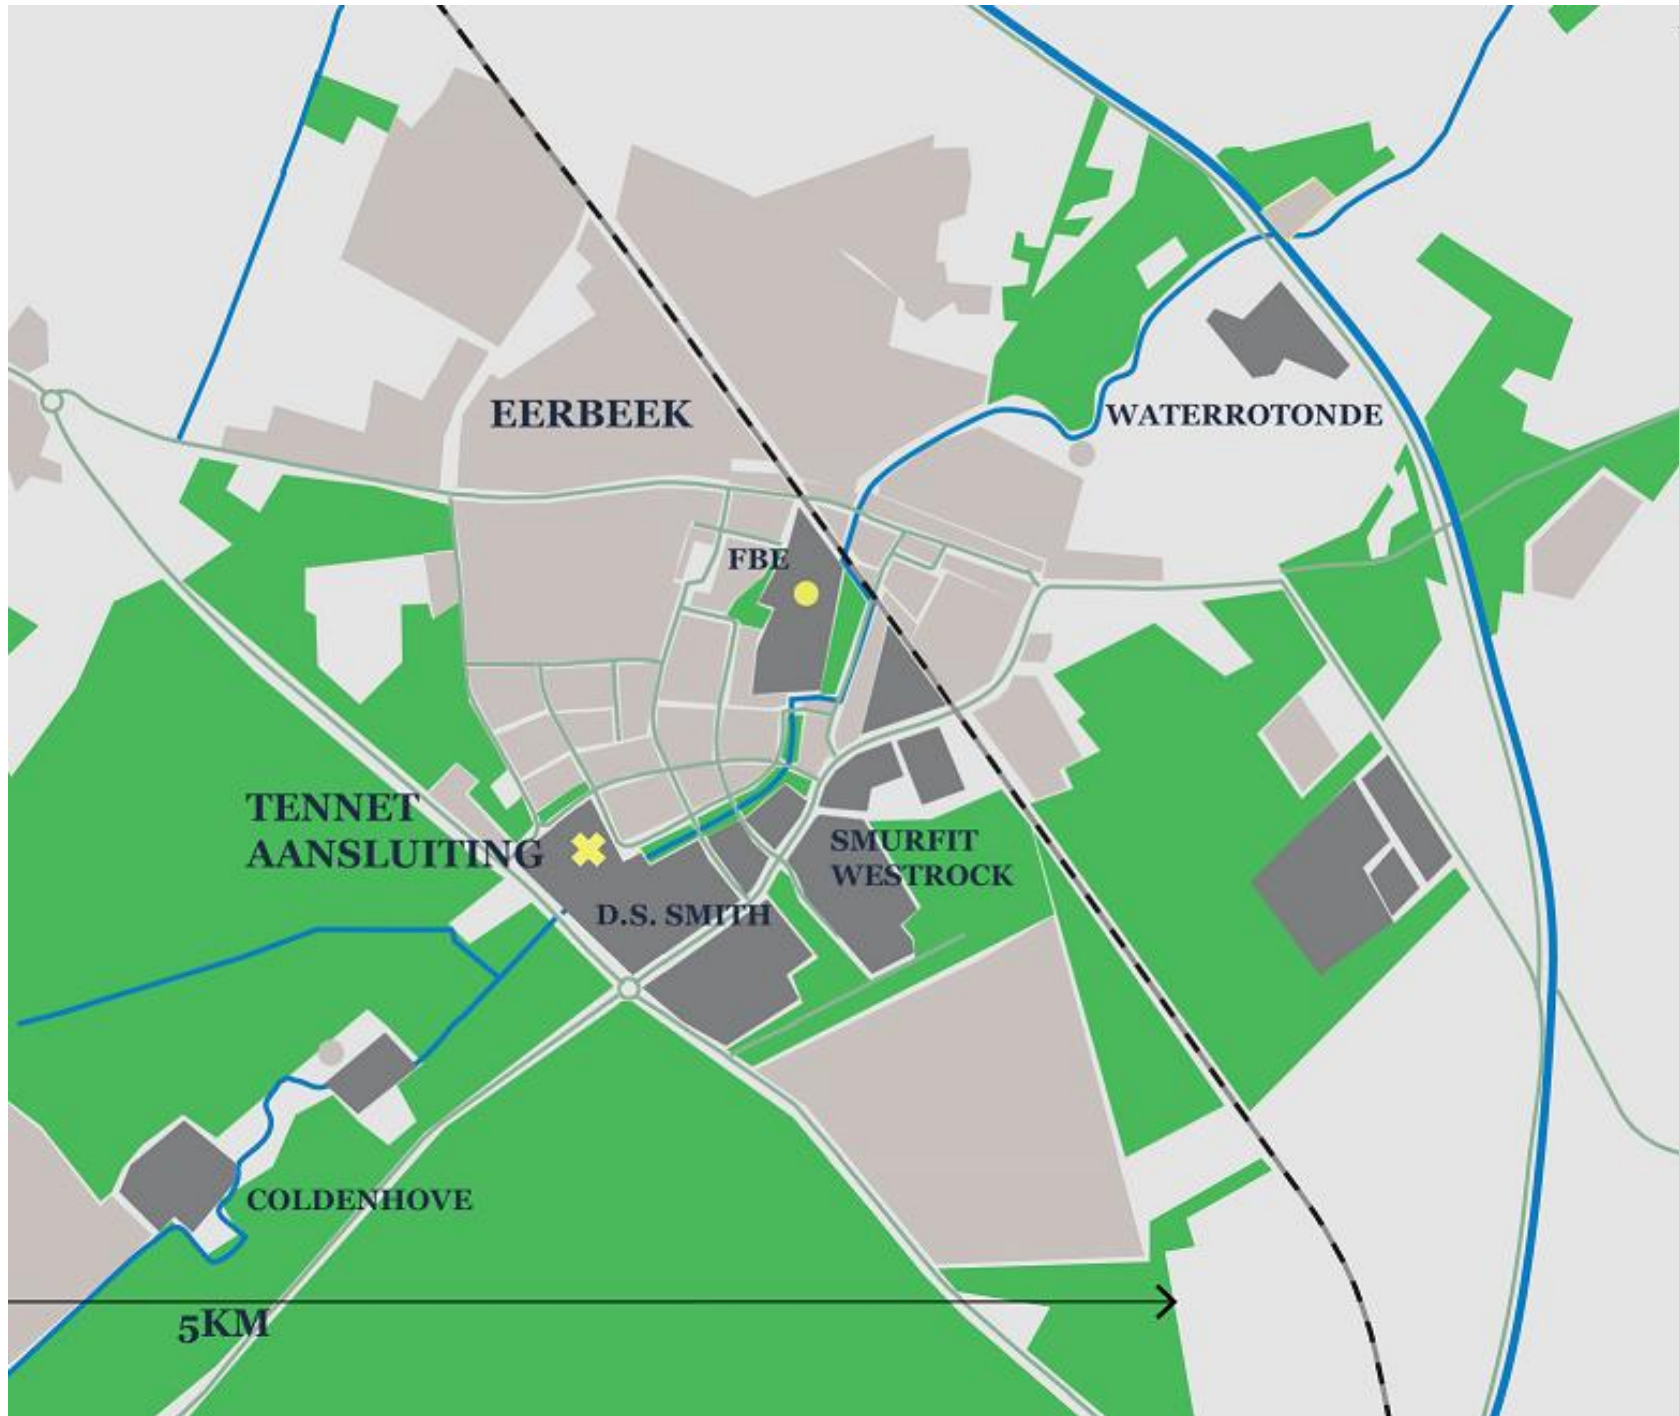 EERBEEK
WATERROTONDE
FBE
TENNET
AANSLUITING
SMURFIT
WESTROCK
D.S. SMITH
COLDENHOVE
5KM